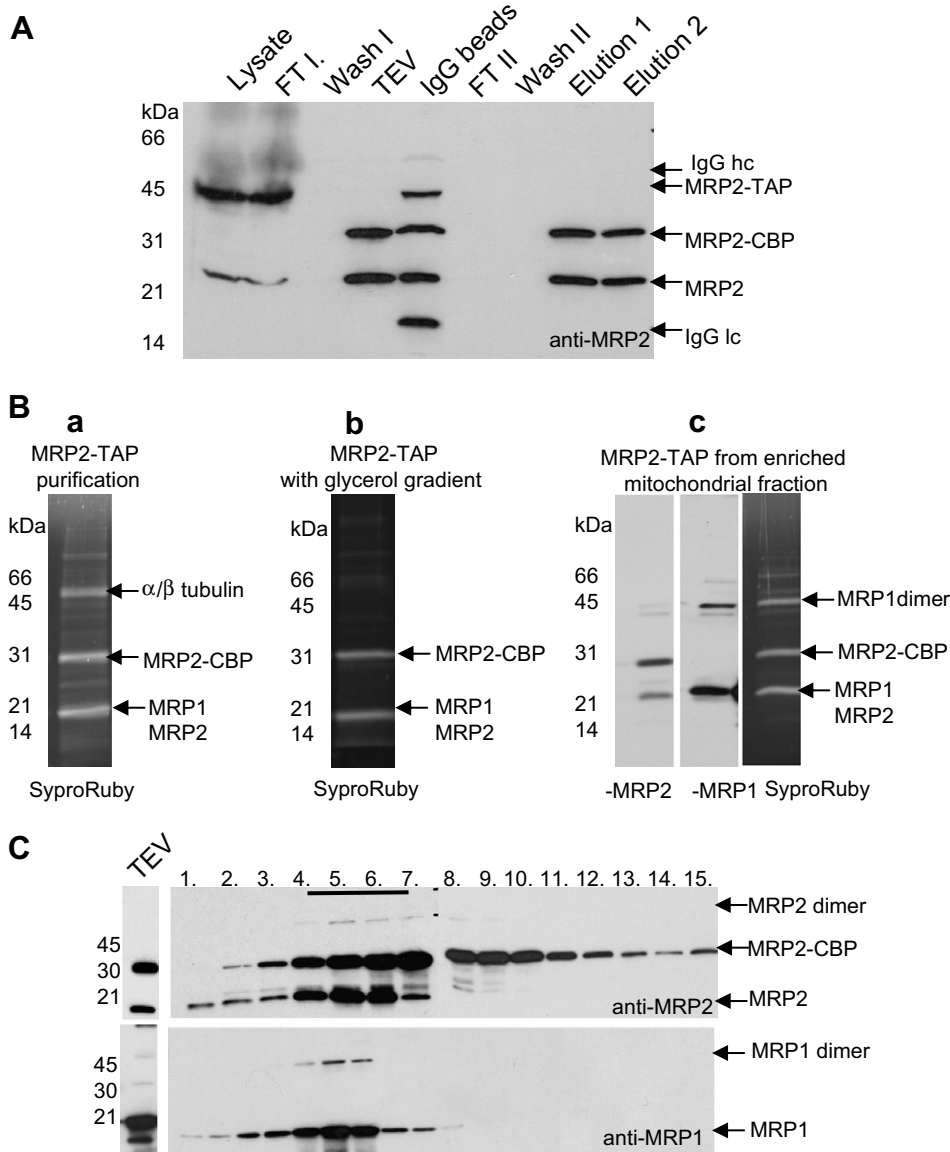 A
Lysate
FT I.
Wash I
TEV
IgG beads
FT II
Wash II
Elution 1
Elution 2
kDa
66
45
31
21
14
IgG hc
MRP2-TAP
MRP2-CBP
MRP2
IgG lc
anti-MRP2
B
a
MRP2-TAP
purification
kDa
66
45
31
21
14
α/β tubulin
MRP2-CBP
MRP1
MRP2
SyproRuby
b
MRP2-TAP
with glycerol gradient
kDa
66
45
31
21
14
MRP2-CBP
MRP1
MRP2
SyproRuby
c
MRP2-TAP from enriched
mitochondrial fraction
kDa
66
45
31
21
14
MRP1dimer
MRP2-CBP
MRP1
MRP2
-MRP2 -MRP1 SyproRuby
C
TEV
1. 2. 3. 4. 5. 6. 7. 8. 9. 10. 11. 12. 13. 14. 15.
45
30
21
MRP2 dimer
MRP2-CBP
MRP2
anti-MRP2
45
30
21
MRP1 dimer
MRP1
anti-MRP1